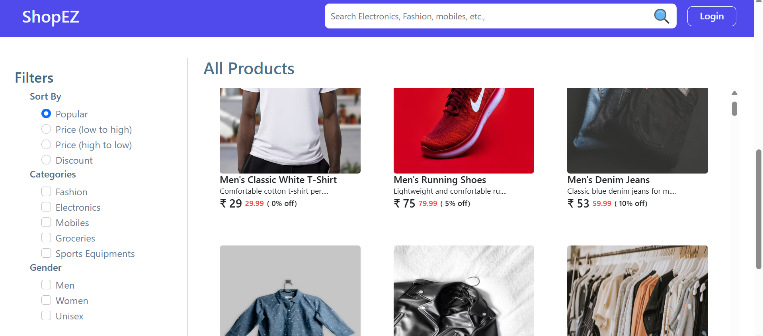 ShopEZ
Search Electronics, Fashion, mobiles, etc.,
Login
Filters
Sort By
Popular
Price (low to high)
Price (high to low)
Discount
Categories
Fashion
Electronics
Mobiles
Groceries
Sports Equipments
Gender
Men
Women
Unisex
All Products
Men's Classic White T-Shirt
Comfortable cotton t-shirt per....
₹ 29 29.99 ( 0% off)
Men's Running Shoes
Lightweight and comfortable ru....
₹ 75 79.99 ( 5% off)
Men's Denim Jeans
Classic blue denim jeans for m....
₹ 53 59.99 ( 10% off)